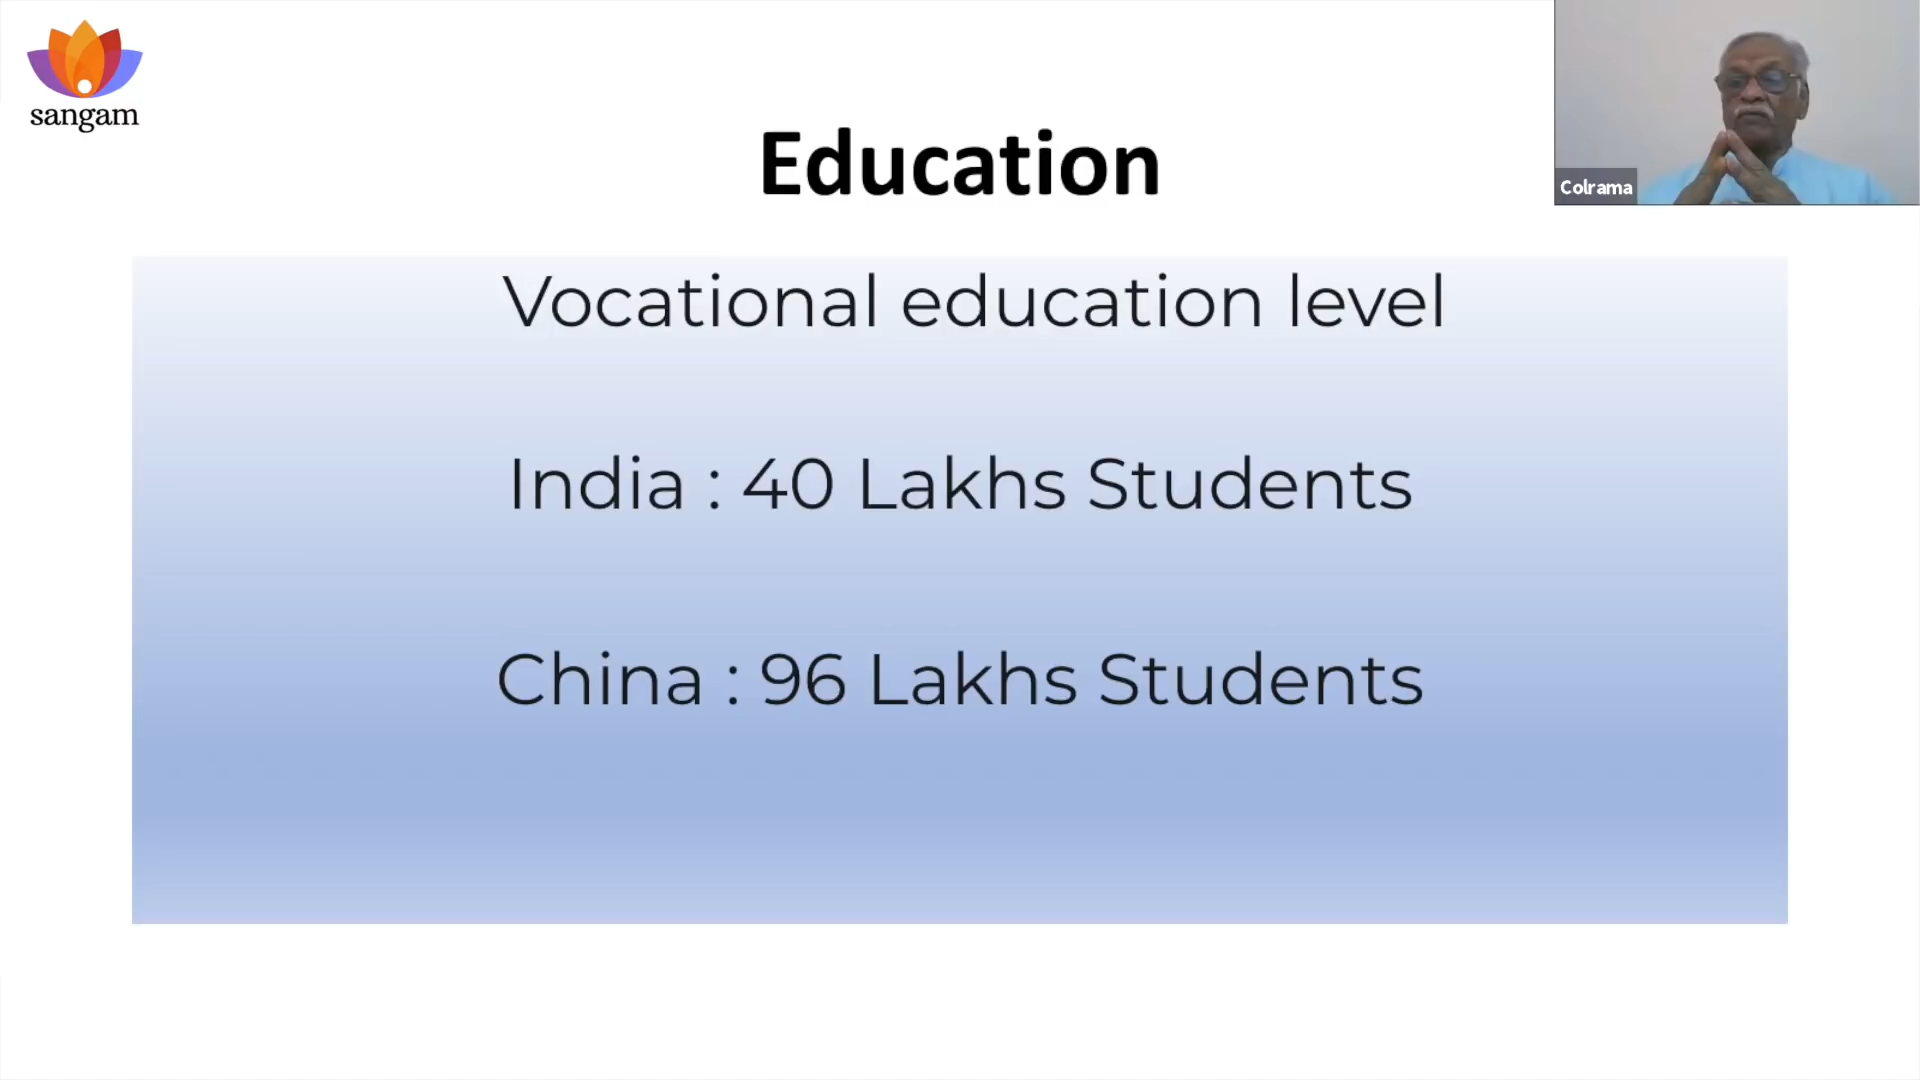 sangam
Education
Colrama
Vocational education level
India : 40 Lakhs Students
China : 96 Lakhs Students